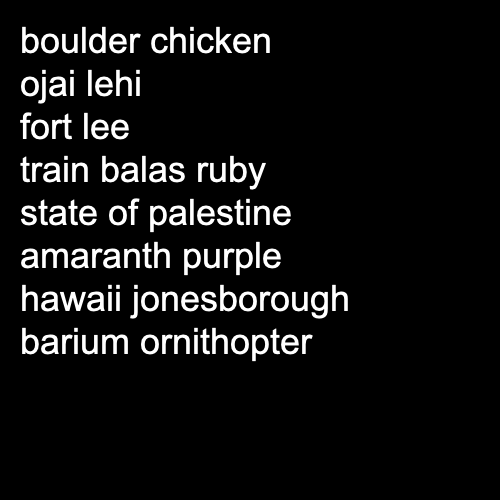 boulder chicken
ojai lehi
fort lee
train balas ruby
state of palestine
amaranth purple
hawaii jonesborough
barium ornithopter